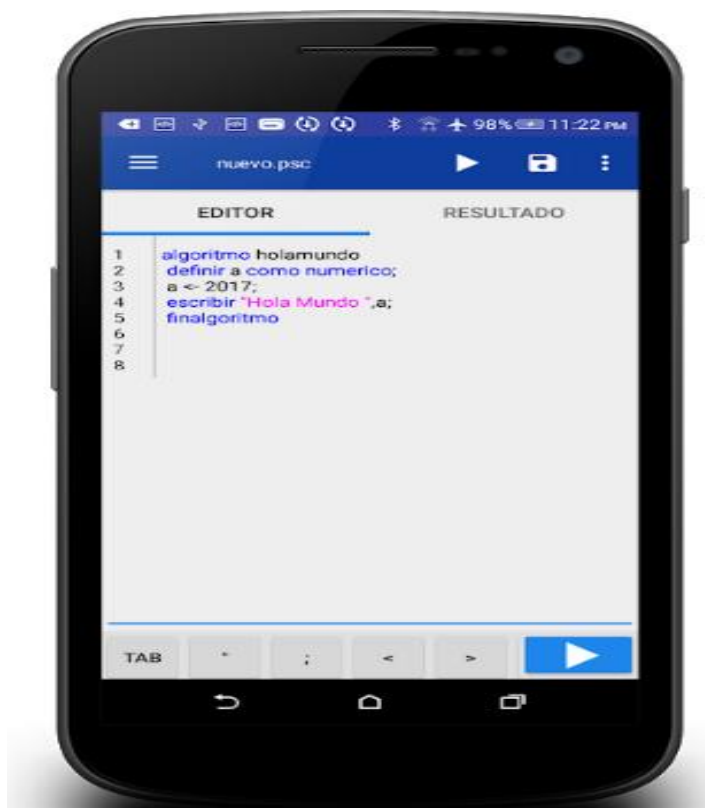 98% 11:22 PM
nuevo.psc
EDITOR RESULTADO
1 algoritmo holamundo
2 definir a como numerico;
3 a <- 2017;
4 escribir "Hola Mundo ",a;
5 finalgoritmo
6
7
8
TAB " ; < >